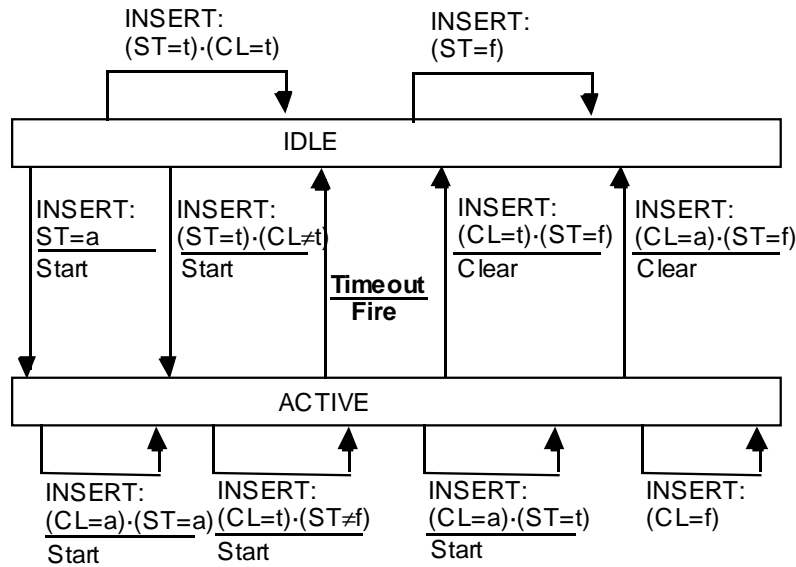 INSERT:
(ST=t)·(CL=t)
INSERT:
(ST=f)
IDLE
INSERT:
ST=a
Start
INSERT:
(ST=t)·(CL≠t)
Start
Timeout
Fire
INSERT:
(CL=t)·(ST=f)
Clear
INSERT:
(CL=a)·(ST=f)
Clear
ACTIVE
INSERT:
(CL=a)·(ST=a)
Start
INSERT:
(CL=t)·(ST≠f)
Start
INSERT:
(CL=a)·(ST=t)
Start
INSERT:
(CL=f)